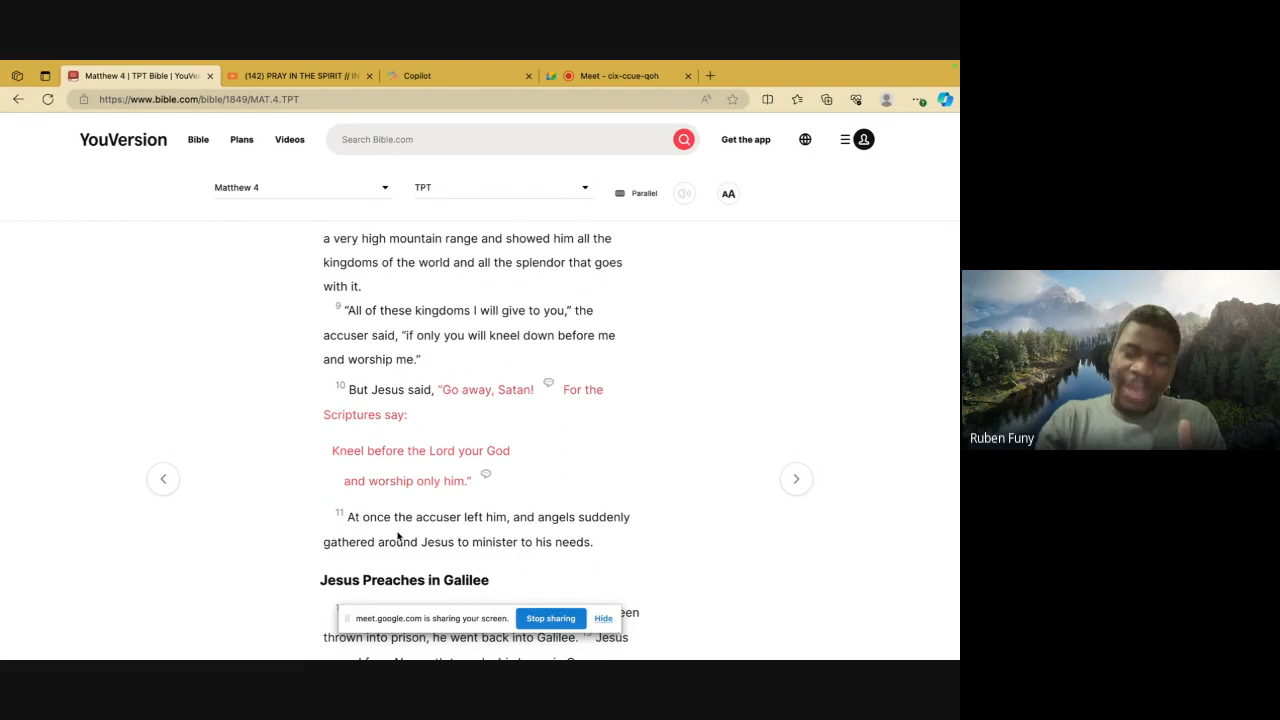 Matthew 4 | TPT Bible | YouVe
(142) PRAY IN THE SPIRIT // IN
Copilot
Meet - cix-ccue-qoh
https://www.bible.com/bible/1849/MAT.4.TPT
YouVersion
Bible
Plans
Videos
Search Bible.com
Get the app
Matthew 4
TPT
Parallel
AA
a very high mountain range and showed him all the
kingdoms of the world and all the splendor that goes
with it.
9 “All of these kingdoms I will give to you,” the
accuser said, “if only you will kneel down before me
and worship me.”
10 But Jesus said, “Go away, Satan! For the
Scriptures say:
Kneel before the Lord your God
and worship only him.”
11 At once the accuser left him, and angels suddenly
gathered around Jesus to minister to his needs.
Jesus Preaches in Galilee
meet.google.com is sharing your screen.
Stop sharing
Hide
een
thrown into prison, he went back into Galilee. 13 Jesus
Ruben Funy